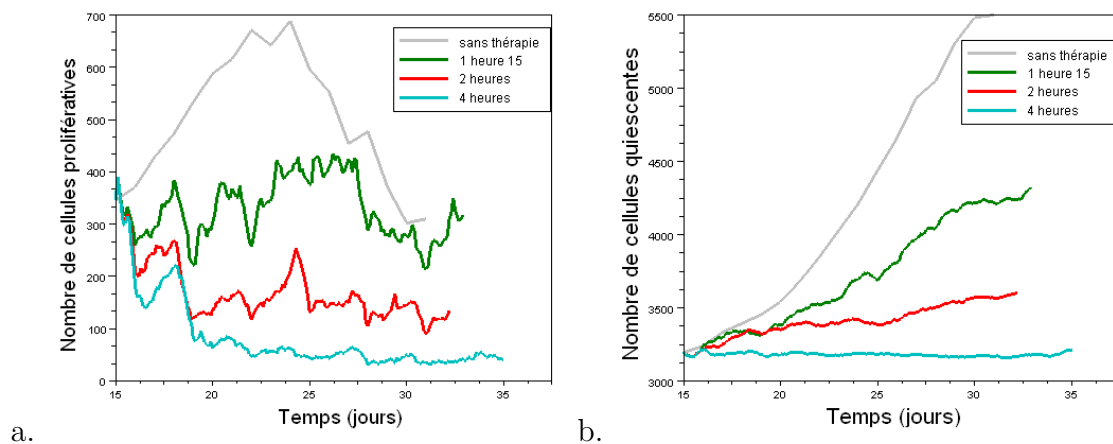 700
600
500
400
300
200
100
0
15
20
25
30
35
Nombre de cellules prolifératives
Temps (jours)
sans thérapie
1 heure 15
2 heures
4 heures
a.
5500
5000
4500
4000
3500
3000
15
20
25
30
35
Nombre de cellules quiescentes
Temps (jours)
sans thérapie
1 heure 15
2 heures
4 heures
b.